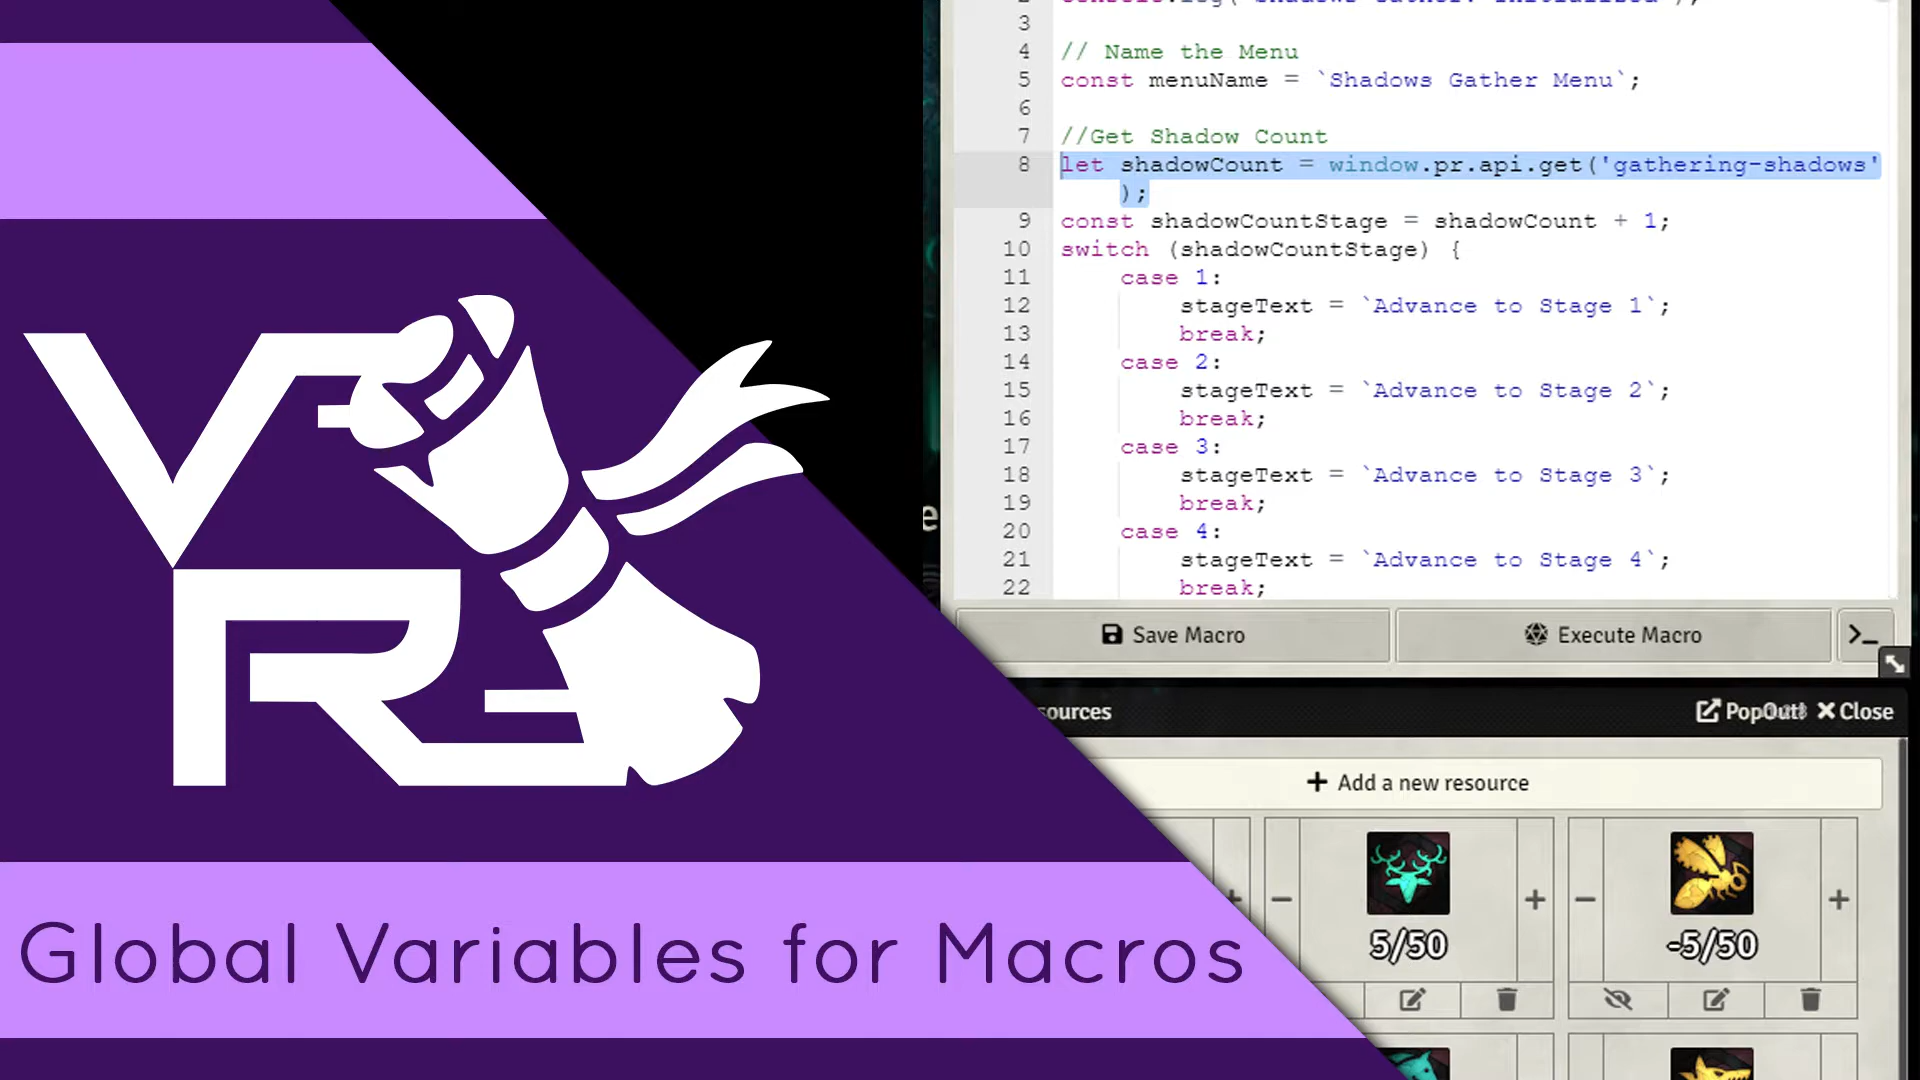 3
4 // Name the Menu
5 const menuName = `Shadows Gather Menu`;
6
7 //Get Shadow Count
8 let shadowCount = window.pr.api.get('gathering-shadows'
);
9 const shadowCountStage = shadowCount + 1;
10 switch (shadowCountStage) {
11 case 1:
12 stageText = `Advance to Stage 1`;
13 break;
14 case 2:
15 stageText = `Advance to Stage 2`;
16 break;
17 case 3:
18 stageText = `Advance to Stage 3`;
19 break;
20 case 4:
21 stageText = `Advance to Stage 4`;
22 break;
Save Macro Execute Macro >_
ources PopOut! Close
+ Add a new resource
5/50 -5/50
VR
Global Variables for Macros